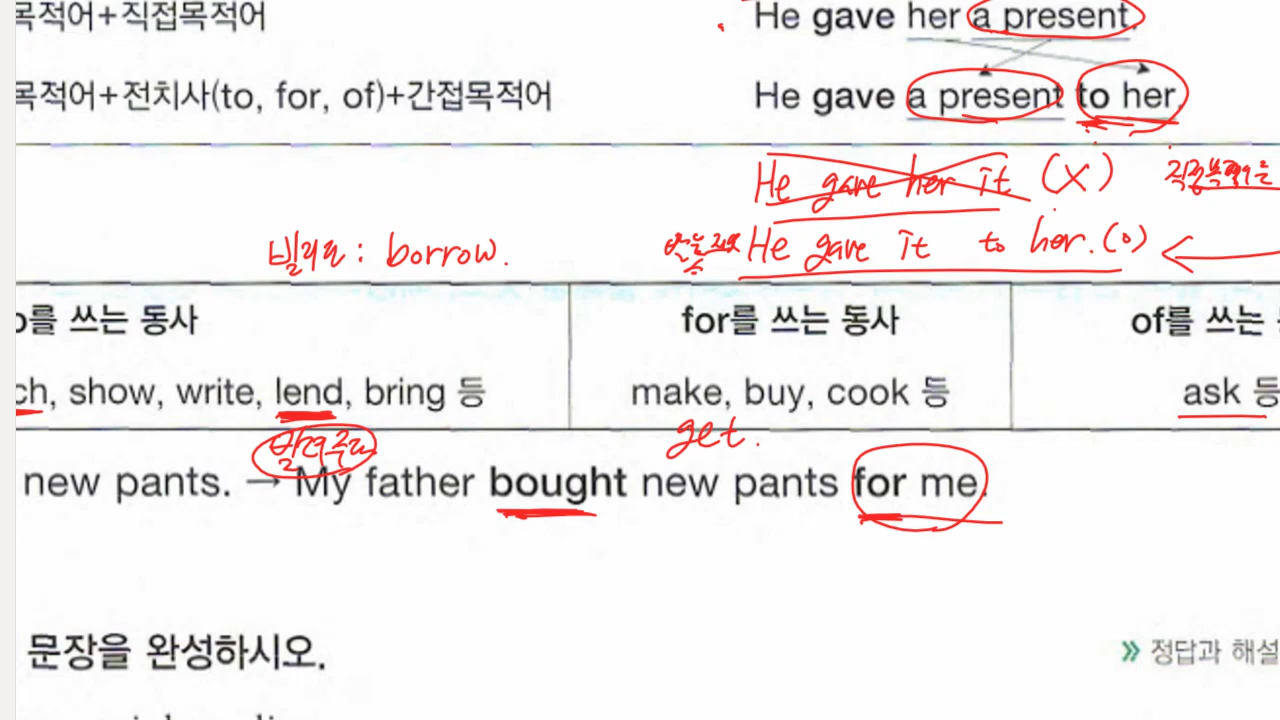 목적어+직접목적어
He gave her a present.
목적어+전치사(to, for, of)+간접목적어
He gave a present to her.
He gave her it (X)
빌리다 : borrow.
He gave it to her. (O)
를 쓰는 동사
for를 쓰는 동사
of를 쓰는
ch, show, write, lend, bring 등
make, buy, cook 등
ask 등
빌려주다
get.
new pants. → My father bought new pants for me.
문장을 완성하시오.
» 정답과 해설